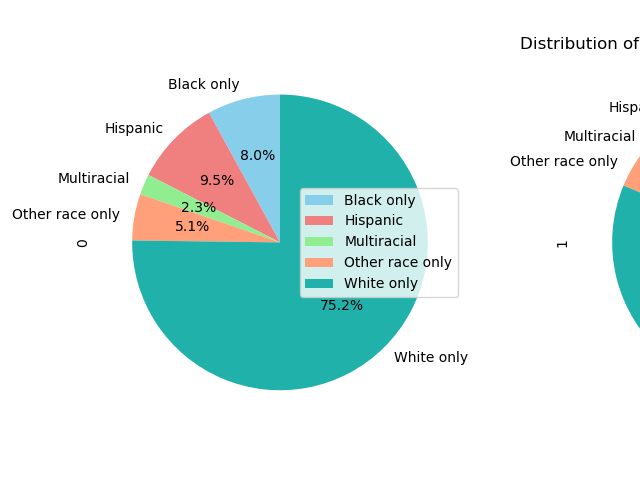 Distribution of
Black only
Hispanic
Multiracial
Other race only
White only
8.0%
9.5%
2.3%
5.1%
75.2%
0
Black only
Hispanic
Multiracial
Other race only
White only
Multiracial
Other race only
1